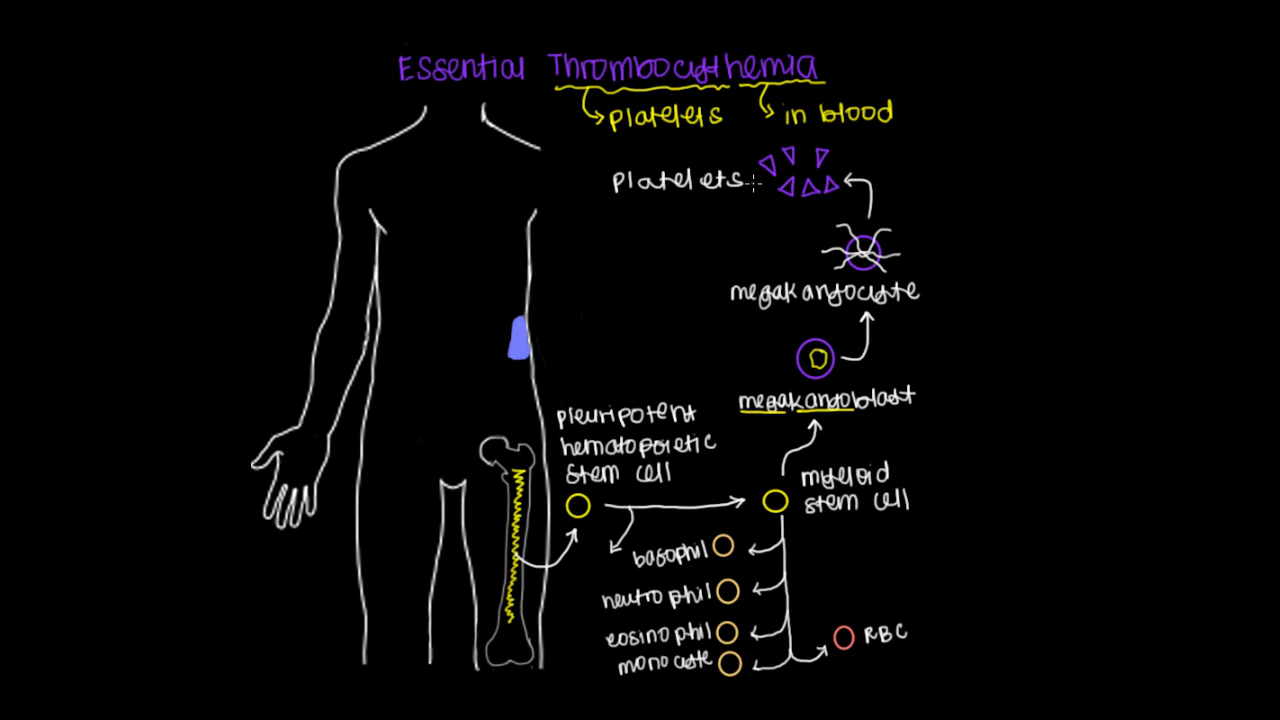 Essential Thrombocythemia
platelets in blood
platelets
megakaryocyte
megakaryoblast
pleuripotent
hematopoietic
stem cell
myeloid
stem cell
basophil
neutrophil
eosinophil
monocyte
RBC